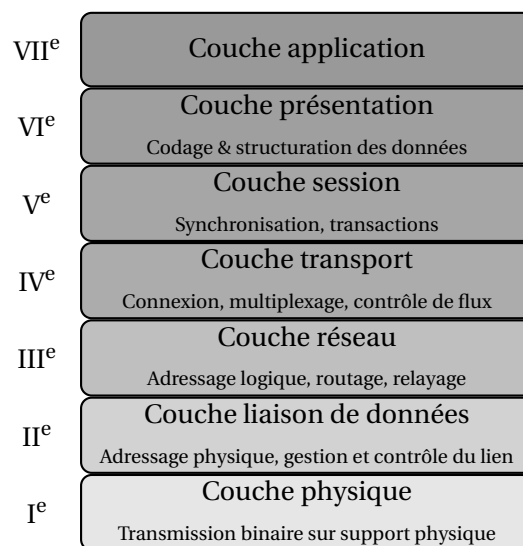 VIIᵉ Couche application
VIᵉ Couche présentation
Codage & structuration des données
Vᵉ Couche session
Synchronisation, transactions
IVᵉ Couche transport
Connexion, multiplexage, contrôle de flux
IIIᵉ Couche réseau
Adressage logique, routage, relayage
IIᵉ Couche liaison de données
Adressage physique, gestion et contrôle du lien
Iᵉ Couche physique
Transmission binaire sur support physique